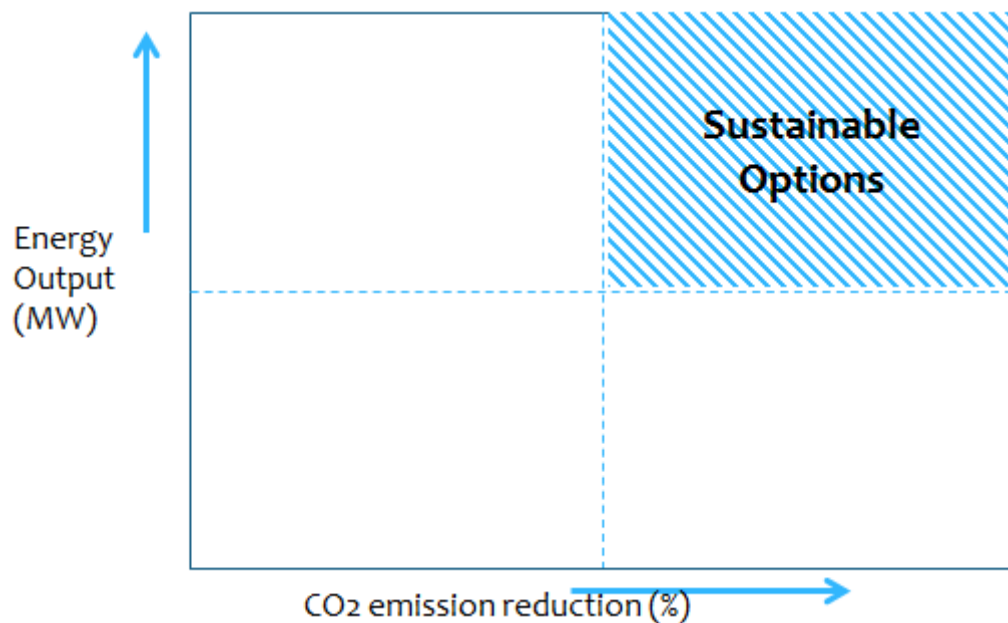 Sustainable
Options
Energy
Output
(MW)
CO2 emission reduction (%)